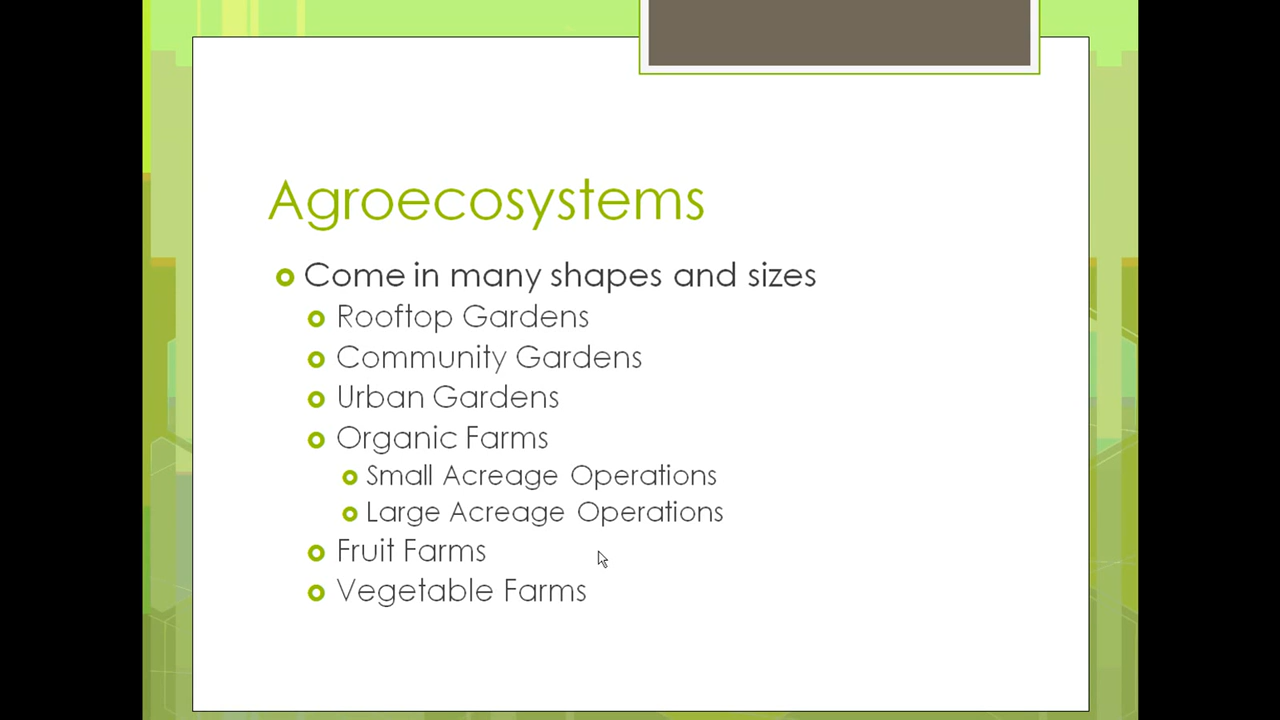 Agroecosystems
Come in many shapes and sizes
Rooftop Gardens
Community Gardens
Urban Gardens
Organic Farms
Small Acreage Operations
Large Acreage Operations
Fruit Farms
Vegetable Farms